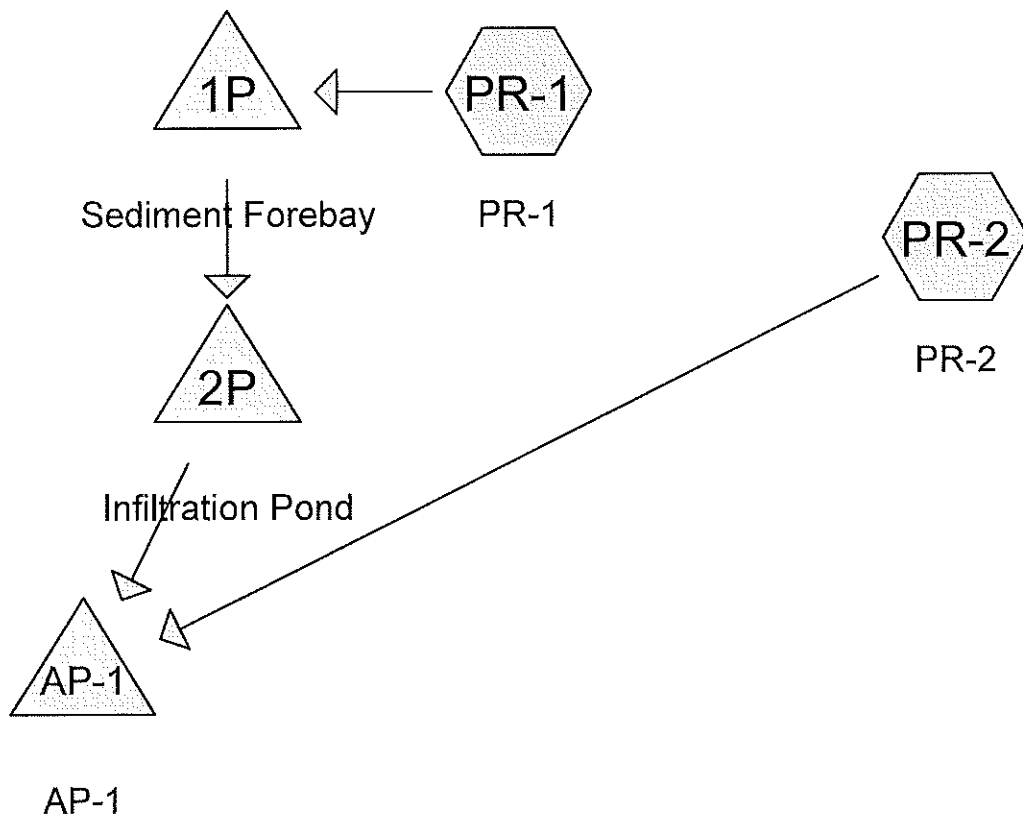 1P
PR-1
Sediment Forebay
PR-1
PR-2
PR-2
2P
Infiltration Pond
AP-1
AP-1